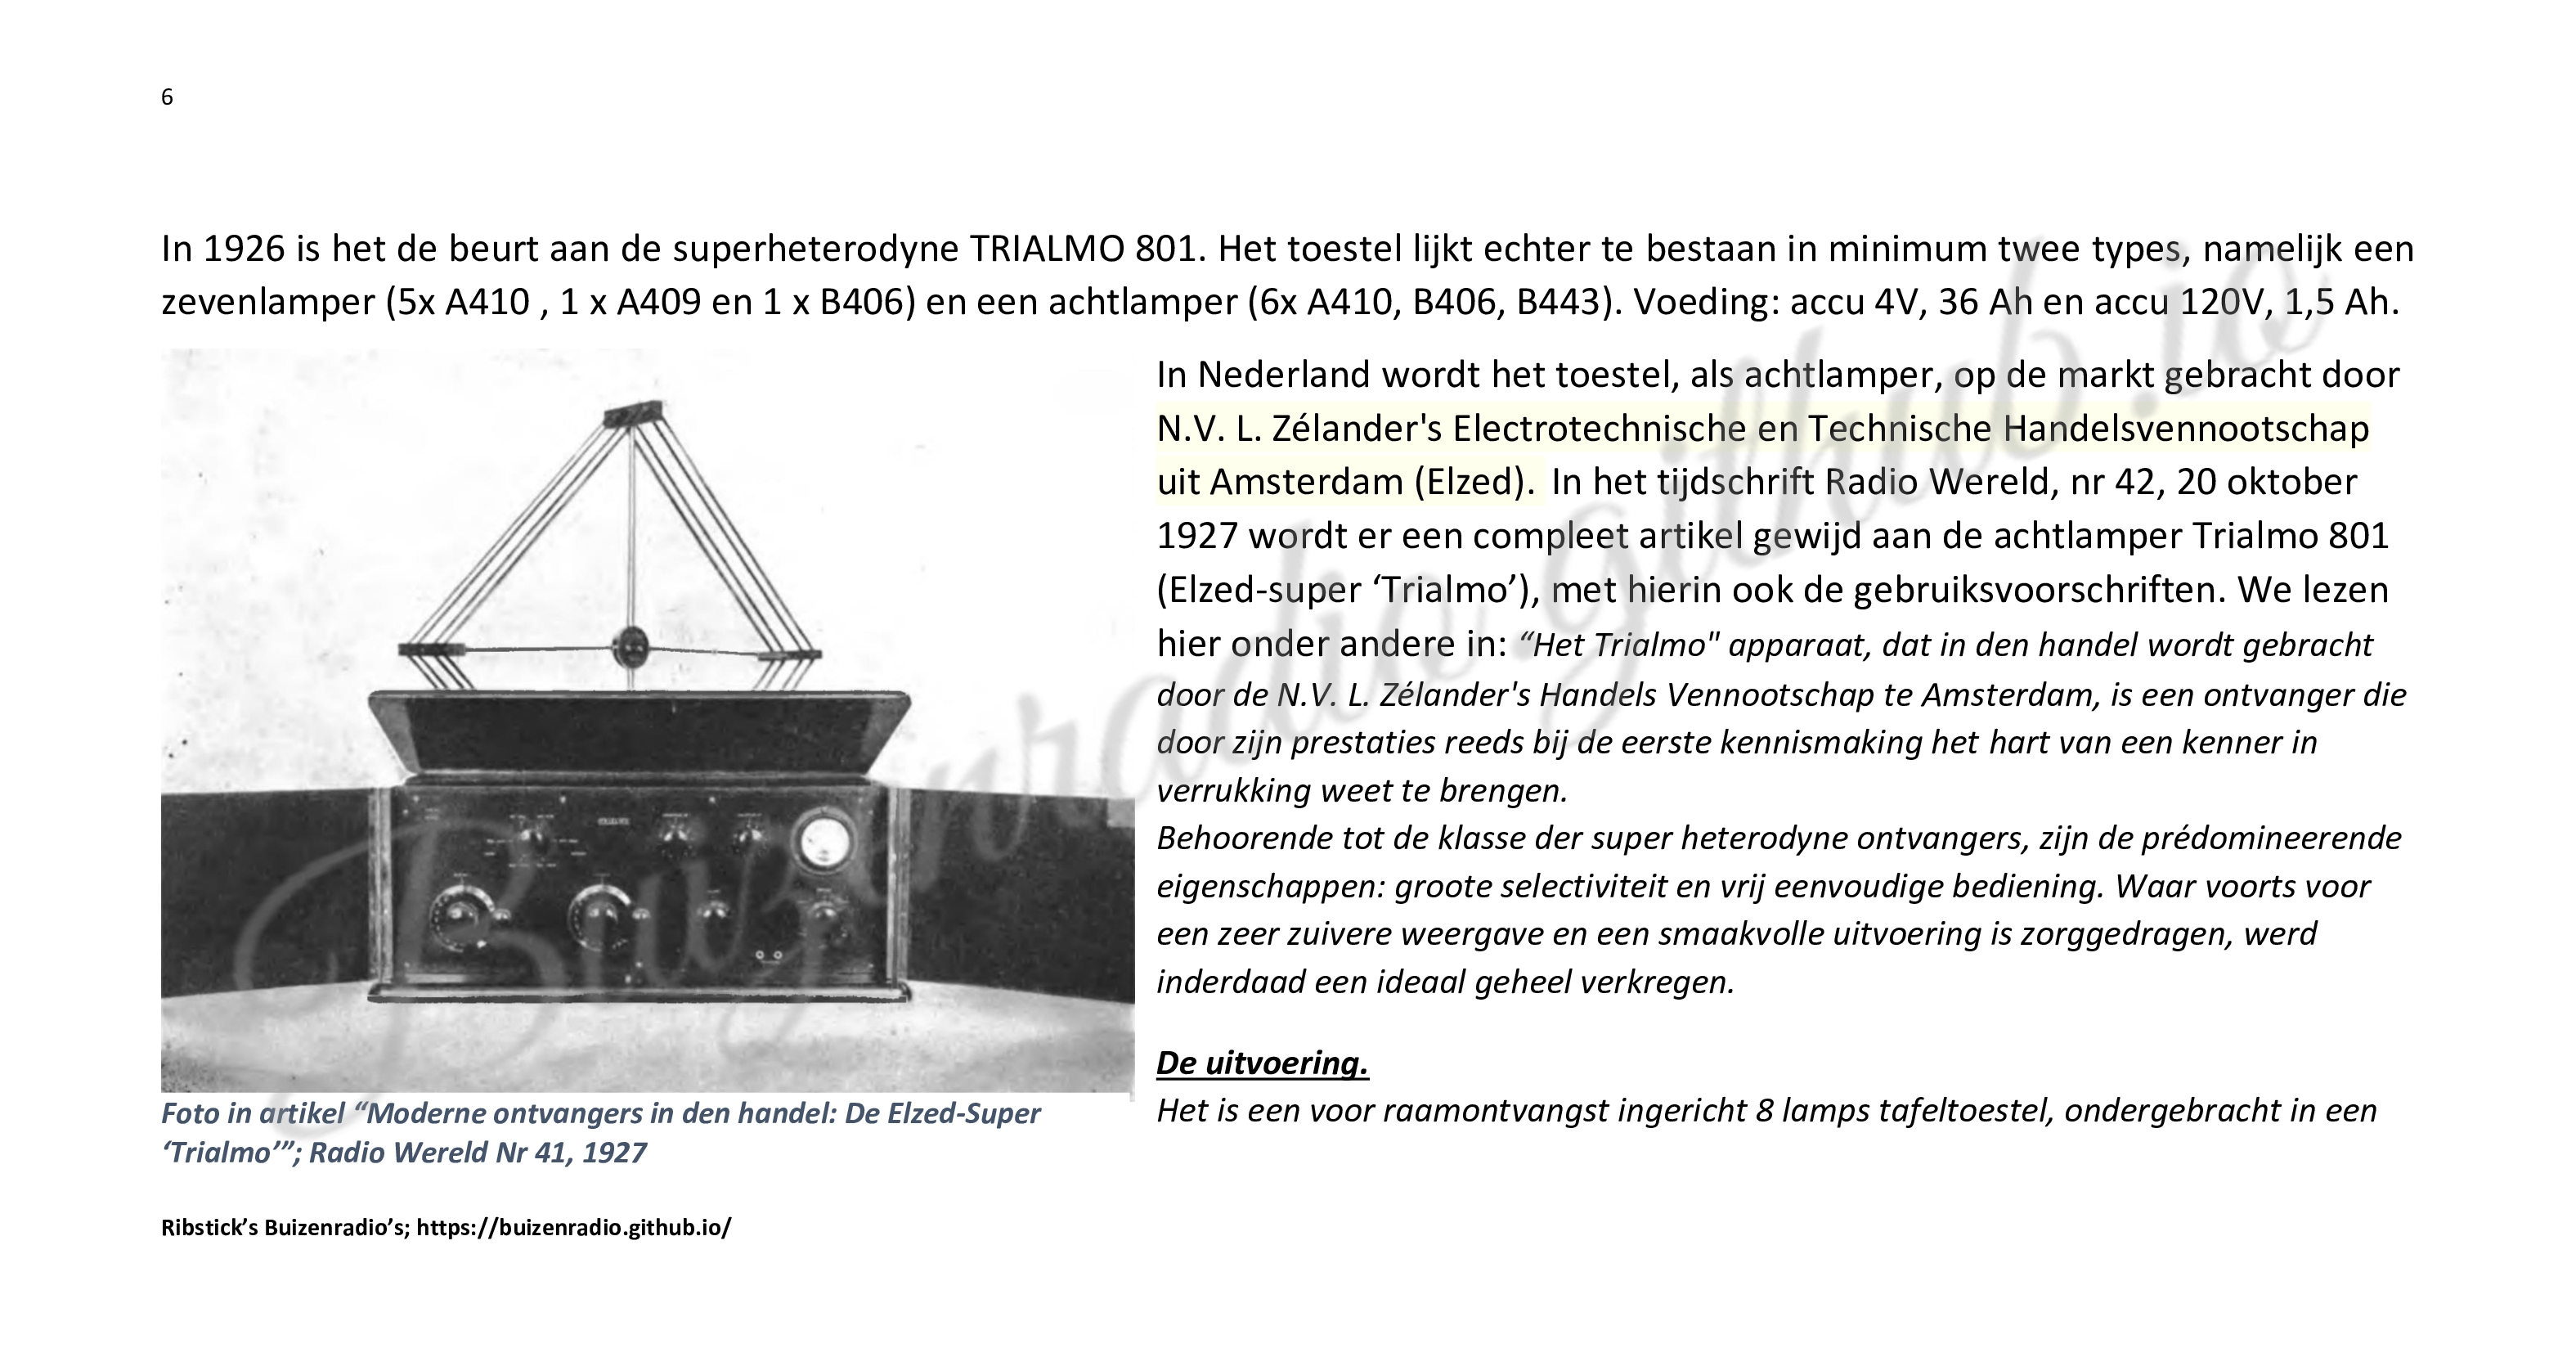 6
In 1926 is het de beurt aan de superheterodyne TRIALMO 801. Het toestel lijkt echter te bestaan in minimum twee types, namelijk een
zevenlamper (5x A410 , 1 x A409 en 1 x B406) en een achtlamper (6x A410, B406, B443). Voeding: accu 4V, 36 Ah en accu 120V, 1,5 Ah.
In Nederland wordt het toestel, als achtlamper, op de markt gebracht door
N.V. L. Zélander's Electrotechnische en Technische Handelsvennootschap
uit Amsterdam (Elzed). In het tijdschrift Radio Wereld, nr 42, 20 oktober
1927 wordt er een compleet artikel gewijd aan de achtlamper Trialmo 801
(Elzed-super ‘Trialmo’), met hierin ook de gebruiksvoorschriften. We lezen
hier onder andere in: “Het Trialmo" apparaat, dat in den handel wordt gebracht
door de N.V. L. Zélander's Handels Vennootschap te Amsterdam, is een ontvanger die
door zijn prestaties reeds bij de eerste kennismaking het hart van een kenner in
verrukking weet te brengen.
Behoorende tot de klasse der super heterodyne ontvangers, zijn de prédomineerende
eigenschappen: groote selectiviteit en vrij eenvoudige bediening. Waar voorts voor
een zeer zuivere weergave en een smaakvolle uitvoering is zorggedragen, werd
inderdaad een ideaal geheel verkregen.
De uitvoering.
Het is een voor raamontvangst ingericht 8 lamps tafeltoestel, ondergebracht in een
Foto in artikel “Moderne ontvangers in den handel: De Elzed-Super
‘Trialmo’”; Radio Wereld Nr 41, 1927
Ribstick’s Buizenradio’s; https://buizenradio.github.io/
Buizenradio.github.io